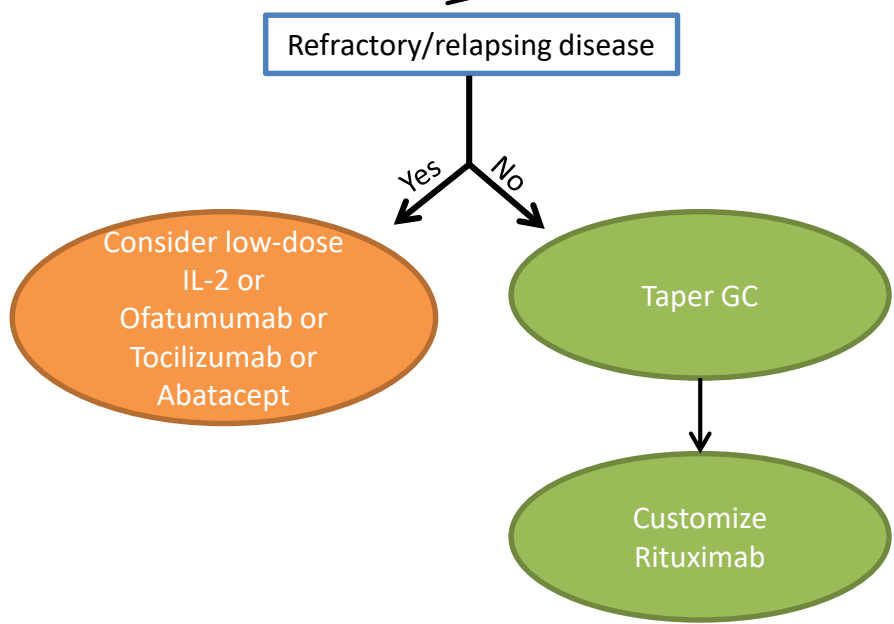 Refractory/relapsing disease
Yes
No
Consider low-dose
IL-2 or
Ofatumumab or
Tocilizumab or
Abatacept
Taper GC
Customize
Rituximab